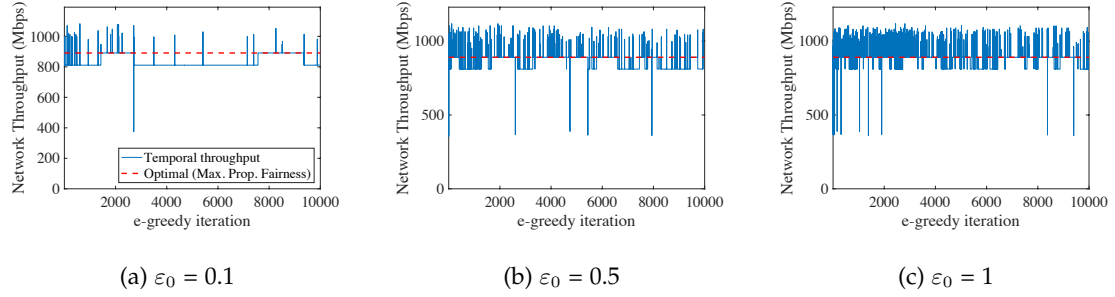 Network Throughput (Mbps)
1000
800
600
400
200
0
Temporal throughput
Optimal (Max. Prop. Fairness)
2000 4000 6000 8000 10000
e-greedy iteration
(a) ε₀ = 0.1
Network Throughput (Mbps)
1000
500
0
2000 4000 6000 8000 10000
e-greedy iteration
(b) ε₀ = 0.5
Network Throughput (Mbps)
1000
500
0
2000 4000 6000 8000 10000
e-greedy iteration
(c) ε₀ = 1